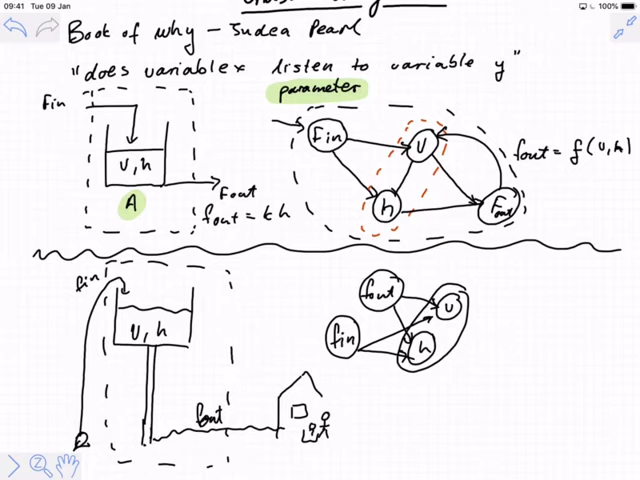 09:41 Tue 09 Jan
100%
Book of why – Judea Pearl
"does variable x listen to variable y"
parameter
Fin
V, h
A
Fout
fout = k h
Fin
V
h
Fout
fout = f(V, h)
fin
V, h
fout
fout
V
fin
h